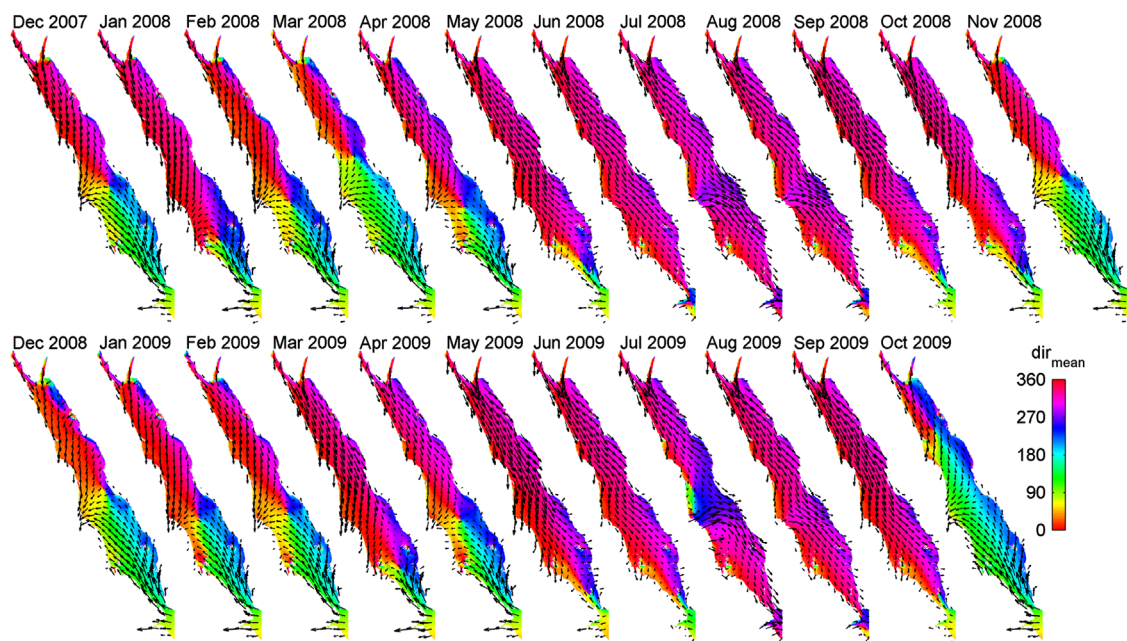 Dec 2007 Jan 2008 Feb 2008 Mar 2008 Apr 2008 May 2008 Jun 2008 Jul 2008 Aug 2008 Sep 2008 Oct 2008 Nov 2008
Dec 2008 Jan 2009 Feb 2009 Mar 2009 Apr 2009 May 2009 Jun 2009 Jul 2009 Aug 2009 Sep 2009 Oct 2009
dir mean
360
270
180
90
0